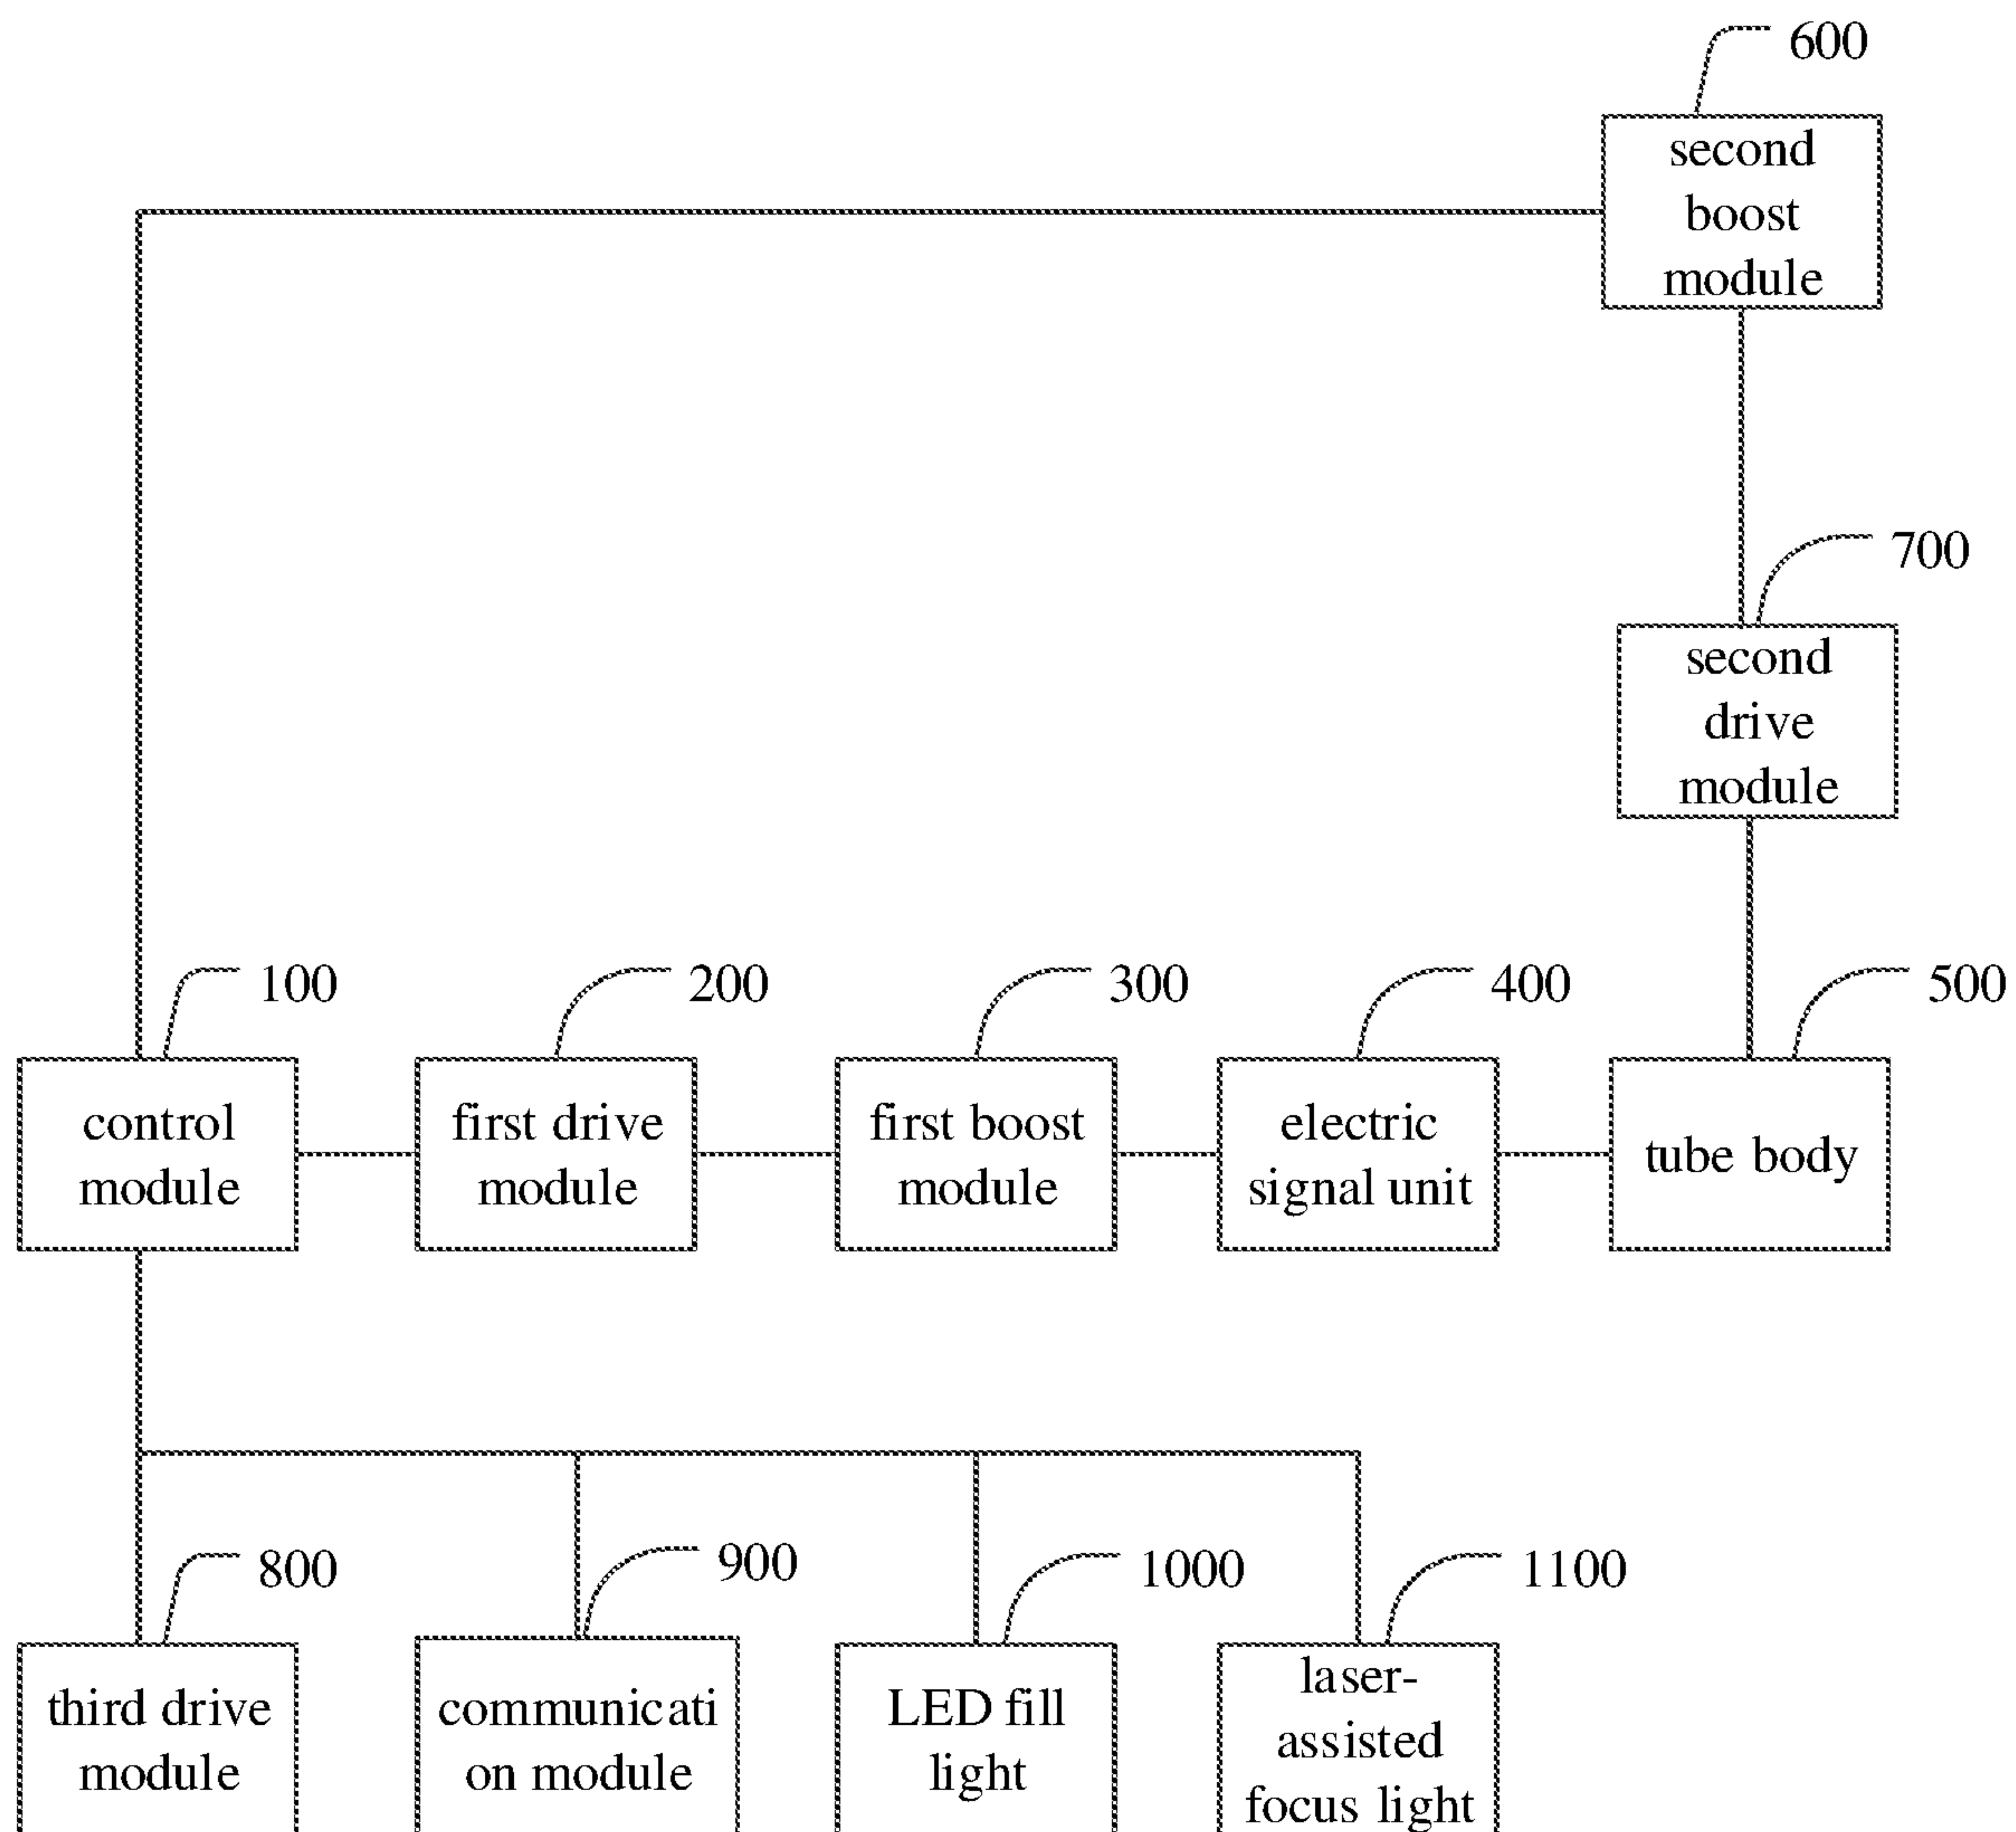 600
second
boost
module
700
second
drive
module
100
200
300
400
500
control
module
first drive
module
first boost
module
electric
signal unit
tube body
800
900
1000
1100
third drive
module
communicati
on module
LED fill
light
laser-
assisted
focus light